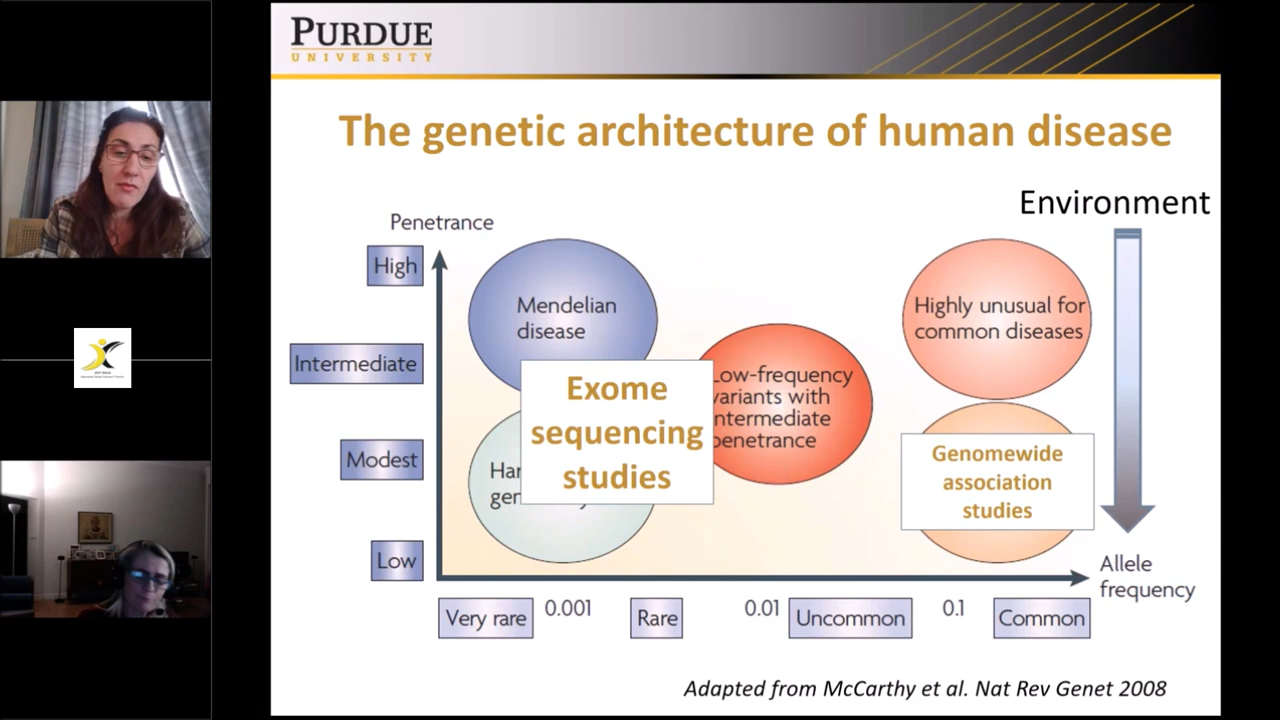 PURDUE
UNIVERSITY
The genetic architecture of human disease
Environment
Penetrance
High
Intermediate
Modest
Low
Mendelian
disease
Highly unusual for
common diseases
Low-frequency
variants with
intermediate
penetrance
Exome
sequencing
studies
Genomewide
association
studies
Allele
frequency
Very rare
0.001
Rare
0.01
Uncommon
0.1
Common
Adapted from McCarthy et al. Nat Rev Genet 2008